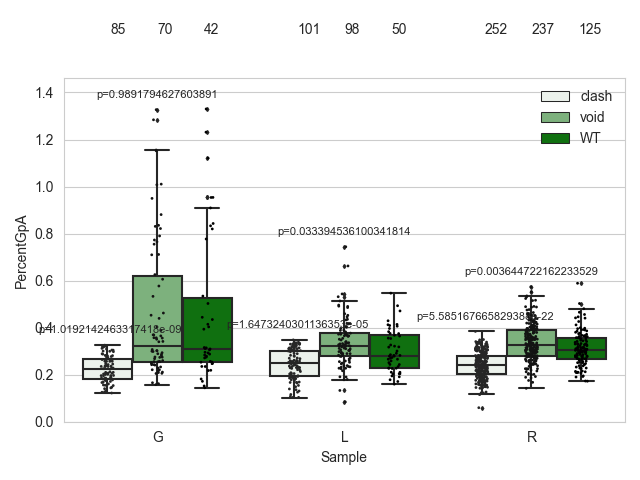 85 70 42 101 98 50 252 237 125
1.4
p=0.9891794627603891
clash
void
WT
1.2
1.0
0.8
p=0.033394536100341814
0.6
p=0.003644722162233529
0.4
0.2
0.0
PercentGpA
G L R
Sample